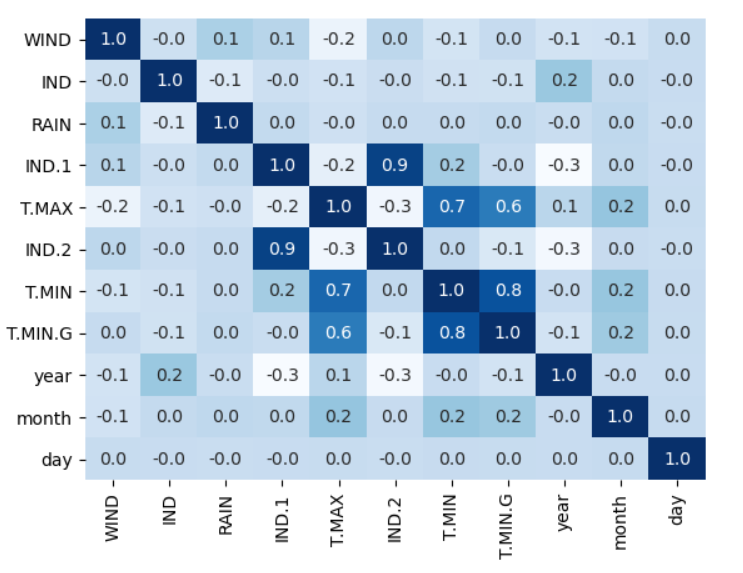 WIND 1.0 -0.0 0.1 0.1 -0.2 0.0 -0.1 0.0 -0.1 -0.1 0.0
IND -0.0 1.0 -0.1 -0.0 -0.1 -0.0 -0.1 -0.1 0.2 0.0 -0.0
RAIN 0.1 -0.1 1.0 0.0 -0.0 0.0 0.0 0.0 -0.0 0.0 -0.0
IND.1 0.1 -0.0 0.0 1.0 -0.2 0.9 0.2 -0.0 -0.3 0.0 -0.0
T.MAX -0.2 -0.1 -0.0 -0.2 1.0 -0.3 0.7 0.6 0.1 0.2 0.0
IND.2 0.0 -0.0 0.0 0.9 -0.3 1.0 0.0 -0.1 -0.3 0.0 -0.0
T.MIN -0.1 -0.1 0.0 0.2 0.7 0.0 1.0 0.8 -0.0 0.2 0.0
T.MIN.G 0.0 -0.1 0.0 -0.0 0.6 -0.1 0.8 1.0 -0.1 0.2 0.0
year -0.1 0.2 -0.0 -0.3 0.1 -0.3 -0.0 -0.1 1.0 -0.0 0.0
month -0.1 0.0 0.0 0.0 0.2 0.0 0.2 0.2 -0.0 1.0 0.0
day 0.0 -0.0 -0.0 -0.0 0.0 -0.0 0.0 0.0 0.0 0.0 1.0
WIND IND RAIN IND.1 T.MAX IND.2 T.MIN T.MIN.G year month day